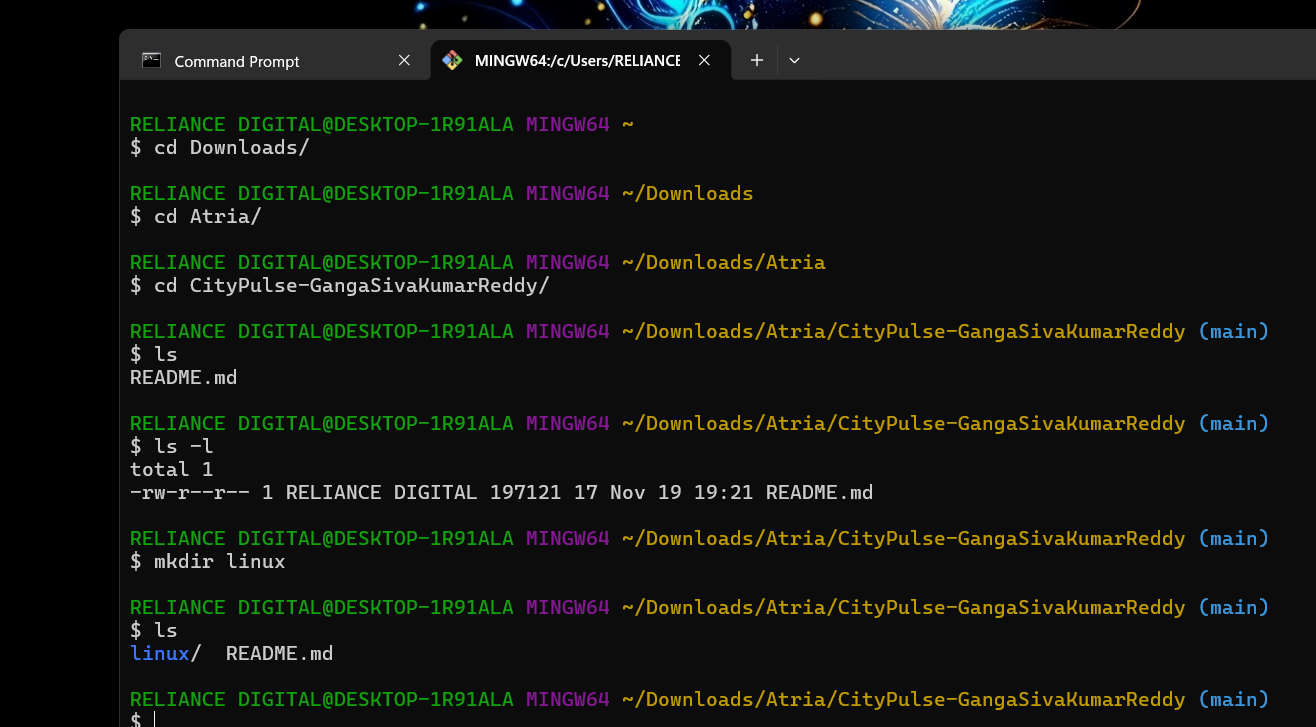 Command Prompt
MINGW64:/c/Users/RELIANCE
RELIANCE DIGITAL@DESKTOP-1R91ALA MINGW64 ~
$ cd Downloads/
RELIANCE DIGITAL@DESKTOP-1R91ALA MINGW64 ~/Downloads
$ cd Atria/
RELIANCE DIGITAL@DESKTOP-1R91ALA MINGW64 ~/Downloads/Atria
$ cd CityPulse-GangaSivaKumarReddy/
RELIANCE DIGITAL@DESKTOP-1R91ALA MINGW64 ~/Downloads/Atria/CityPulse-GangaSivaKumarReddy (main)
$ ls
README.md
RELIANCE DIGITAL@DESKTOP-1R91ALA MINGW64 ~/Downloads/Atria/CityPulse-GangaSivaKumarReddy (main)
$ ls -l
total 1
-rw-r--r-- 1 RELIANCE DIGITAL 197121 17 Nov 19 19:21 README.md
RELIANCE DIGITAL@DESKTOP-1R91ALA MINGW64 ~/Downloads/Atria/CityPulse-GangaSivaKumarReddy (main)
$ mkdir linux
RELIANCE DIGITAL@DESKTOP-1R91ALA MINGW64 ~/Downloads/Atria/CityPulse-GangaSivaKumarReddy (main)
$ ls
linux/  README.md
RELIANCE DIGITAL@DESKTOP-1R91ALA MINGW64 ~/Downloads/Atria/CityPulse-GangaSivaKumarReddy (main)
$